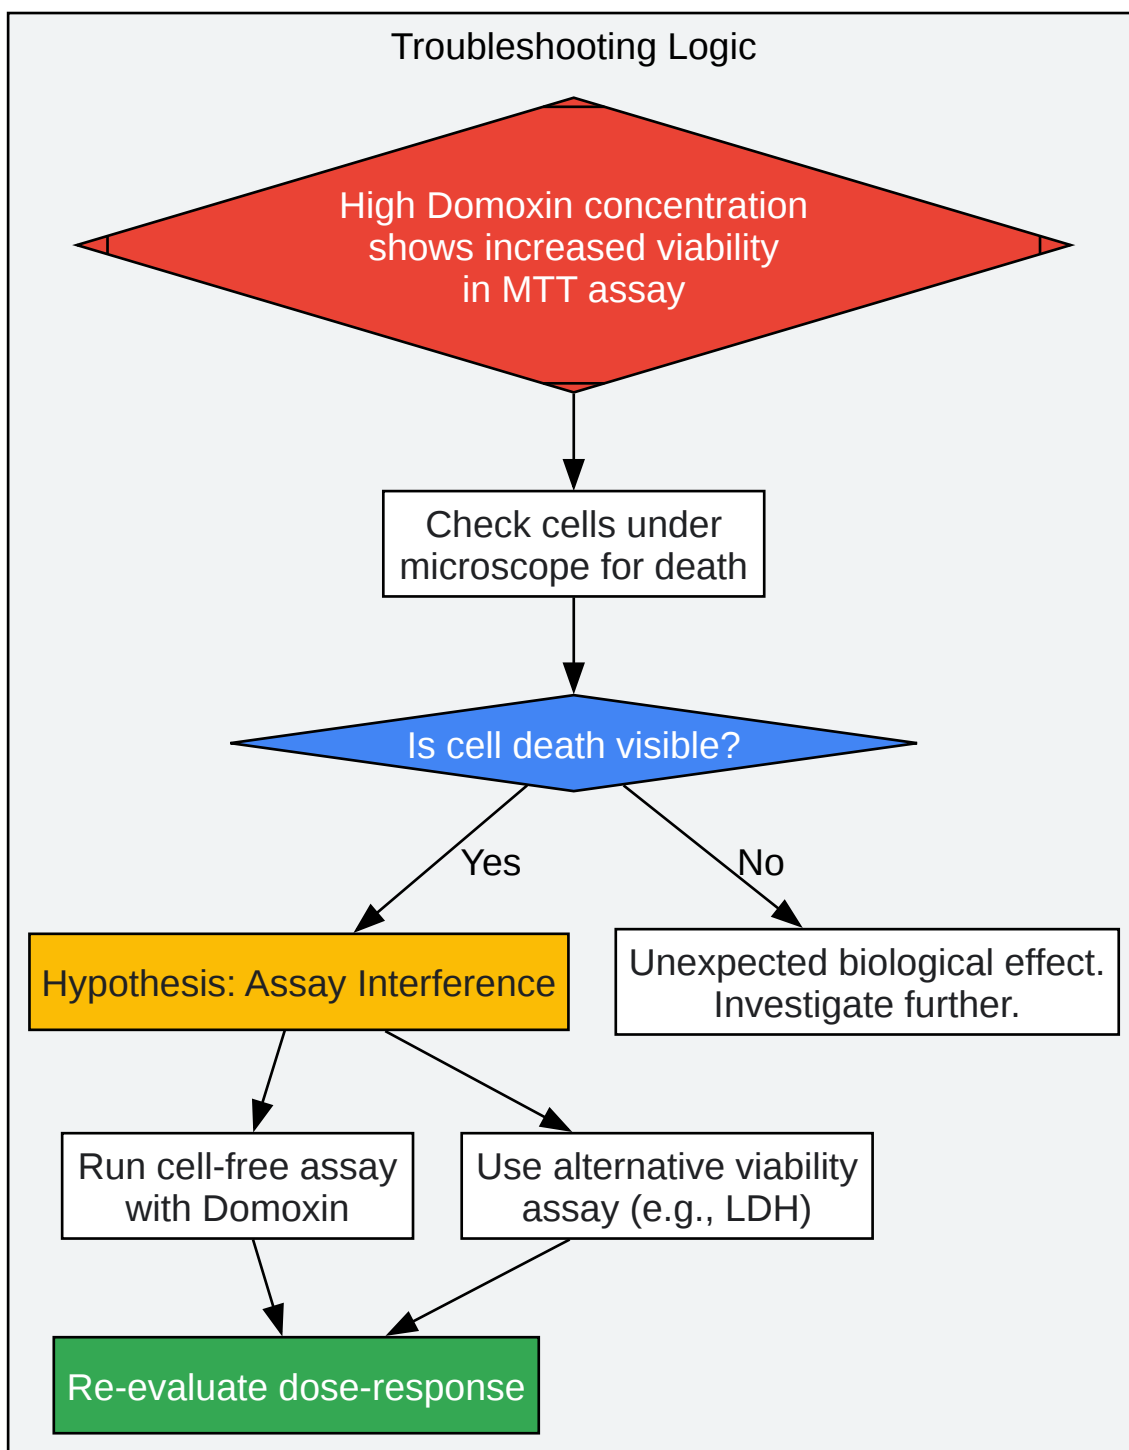 Troubleshooting Logic
High Domoxin concentration
shows increased viability
in MTT assay
Check cells under
microscope for death
Is cell death visible?
Yes
No
Hypothesis: Assay Interference
Unexpected biological effect.
Investigate further.
Run cell-free assay
with Domoxin
Use alternative viability
assay (e.g., LDH)
Re-evaluate dose-response